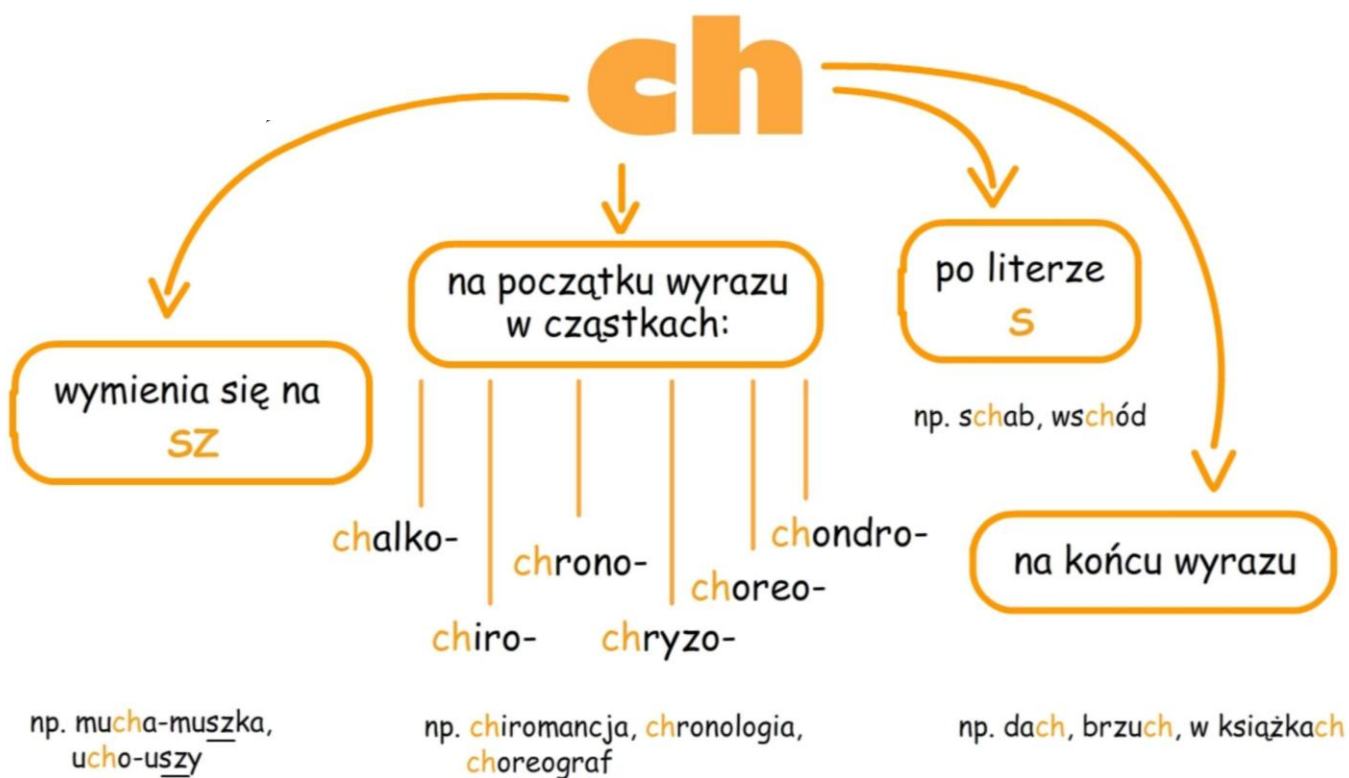 ch
wymienia się na
sz
np. mucha-muszka,
ucho-uszy
na początku wyrazu
w cząstkach:
chalko-
chiro-
chrono-
chryzo-
choreo-
chondro-
np. chiromancja, chronologia,
choreograf
po literze
s
np. schab, wschód
na końcu wyrazu
np. dach, brzuch, w książkach